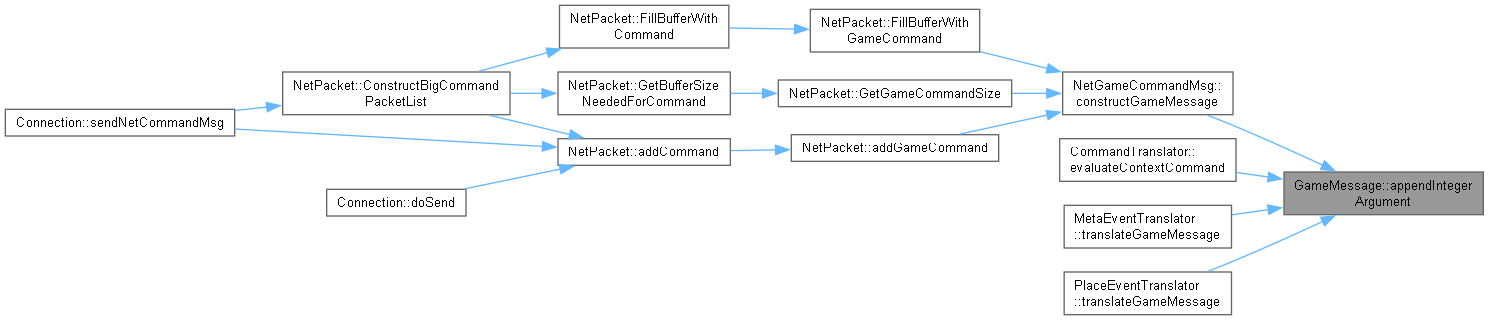 NetPacket::FillBufferWith
Command
NetPacket::FillBufferWith
GameCommand
NetPacket::ConstructBigCommand
PacketList
NetPacket::GetBufferSize
NeededForCommand
NetPacket::GetGameCommandSize
NetGameCommandMsg::
constructGameMessage
Connection::sendNetCommandMsg
NetPacket::addCommand
NetPacket::addGameCommand
CommandTranslator::
evaluateContextCommand
GameMessage::appendInteger
Argument
Connection::doSend
MetaEventTranslator
::translateGameMessage
PlaceEventTranslator
::translateGameMessage